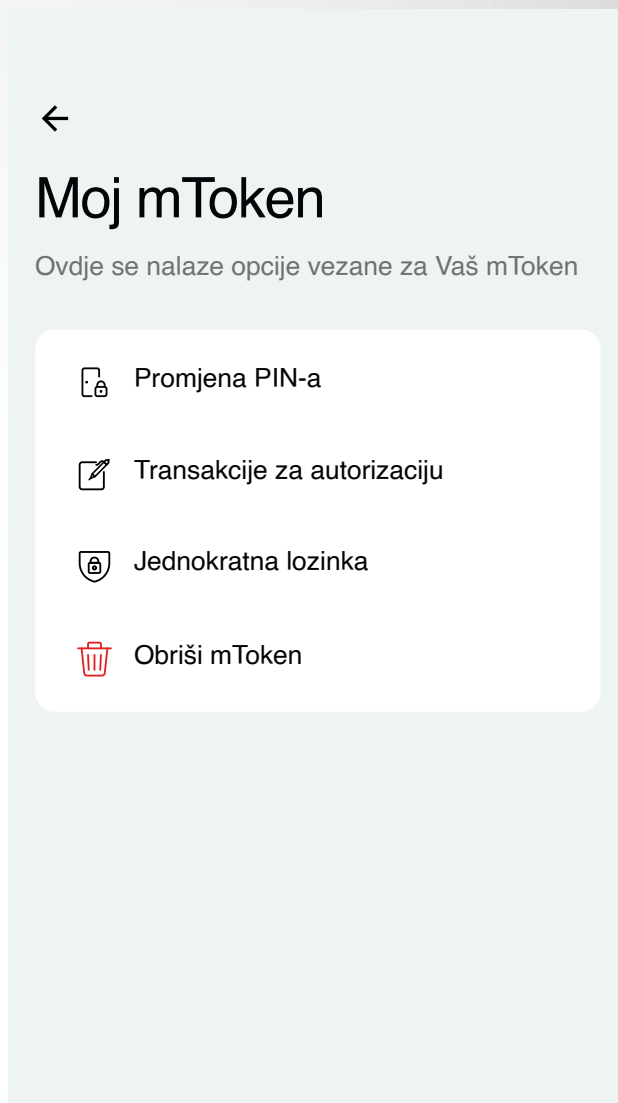 Moj mToken
Ovdje se nalaze opcije vezane za Vaš mToken
Promjena PIN-a
Transakcije za autorizaciju
Jednokratna lozinka
Obriši mToken